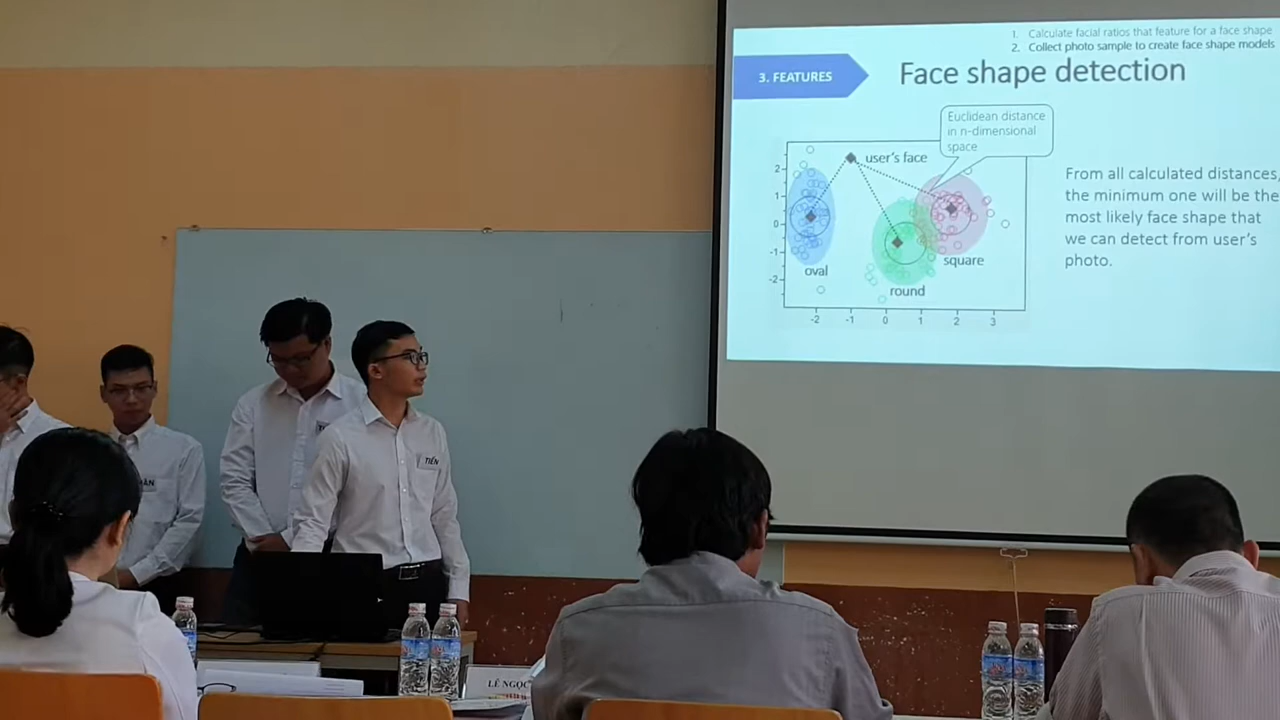 1. Calculate facial ratios that feature for a face shape
2. Collect photo sample to create face shape models
3. FEATURES
Face shape detection
Euclidean distance
in n-dimensional
space
user's face
From all calculated distances,
the minimum one will be the
most likely face shape that
we can detect from user's
photo.
2
1
0
-1
-2
oval
round
square
-2 -1 0 1 2 3
TIẾN
LÊ NGỌC